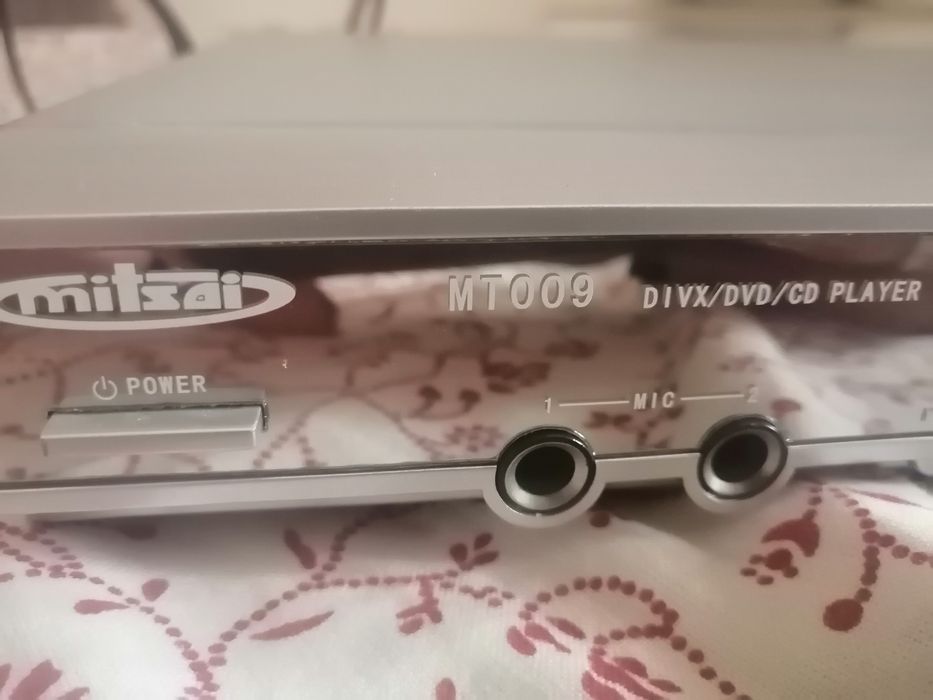 mitsai
MT009
DIVX/DVD/CD PLAYER
POWER
1 MIC 2